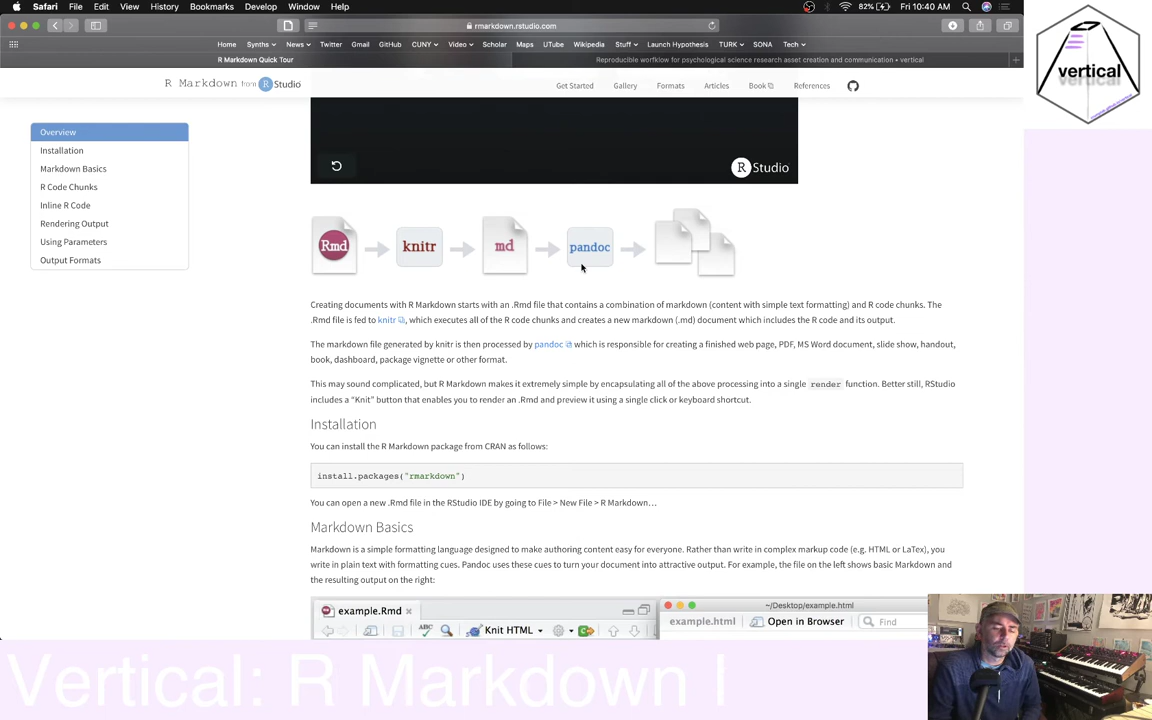 Safari File Edit View History Bookmarks Develop Window Help
82% Fri 10:40 AM
rmarkdown.rstudio.com
Home Synths News Twitter Gmail GitHub CUNY Video Scholar Maps UTube Wikipedia Stuff Launch Hypothesis TURK SONA Tech
R Markdown Quick Tour
Reproducible worfklow for psychological science research asset creation and communication • vertical
R Markdown from R Studio
Get Started Gallery Formats Articles Book References
vertical
Overview
Installation
Markdown Basics
R Code Chunks
Inline R Code
Rendering Output
Using Parameters
Output Formats
R Studio
Rmd knitr md pandoc
Creating documents with R Markdown starts with an .Rmd file that contains a combination of markdown (content with simple text formatting) and R code chunks. The
.Rmd file is fed to knitr, which executes all of the R code chunks and creates a new markdown (.md) document which includes the R code and its output.
The markdown file generated by knitr is then processed by pandoc which is responsible for creating a finished web page, PDF, MS Word document, slide show, handout,
book, dashboard, package vignette or other format.
This may sound complicated, but R Markdown makes it extremely simple by encapsulating all of the above processing into a single render function. Better still, RStudio
includes a “Knit” button that enables you to render an .Rmd and preview it using a single click or keyboard shortcut.
Installation
You can install the R Markdown package from CRAN as follows:
install.packages("rmarkdown")
You can open a new .Rmd file in the RStudio IDE by going to File > New File > R Markdown…
Markdown Basics
Markdown is a simple formatting language designed to make authoring content easy for everyone. Rather than write in complex markup code (e.g. HTML or LaTex), you
write in plain text with formatting cues. Pandoc uses these cues to turn your document into attractive output. For example, the file on the left shows basic Markdown and
the resulting output on the right:
example.Rmd
Knit HTML
~/Desktop/example.html
example.html Open in Browser Find
Vertical: R Markdown I